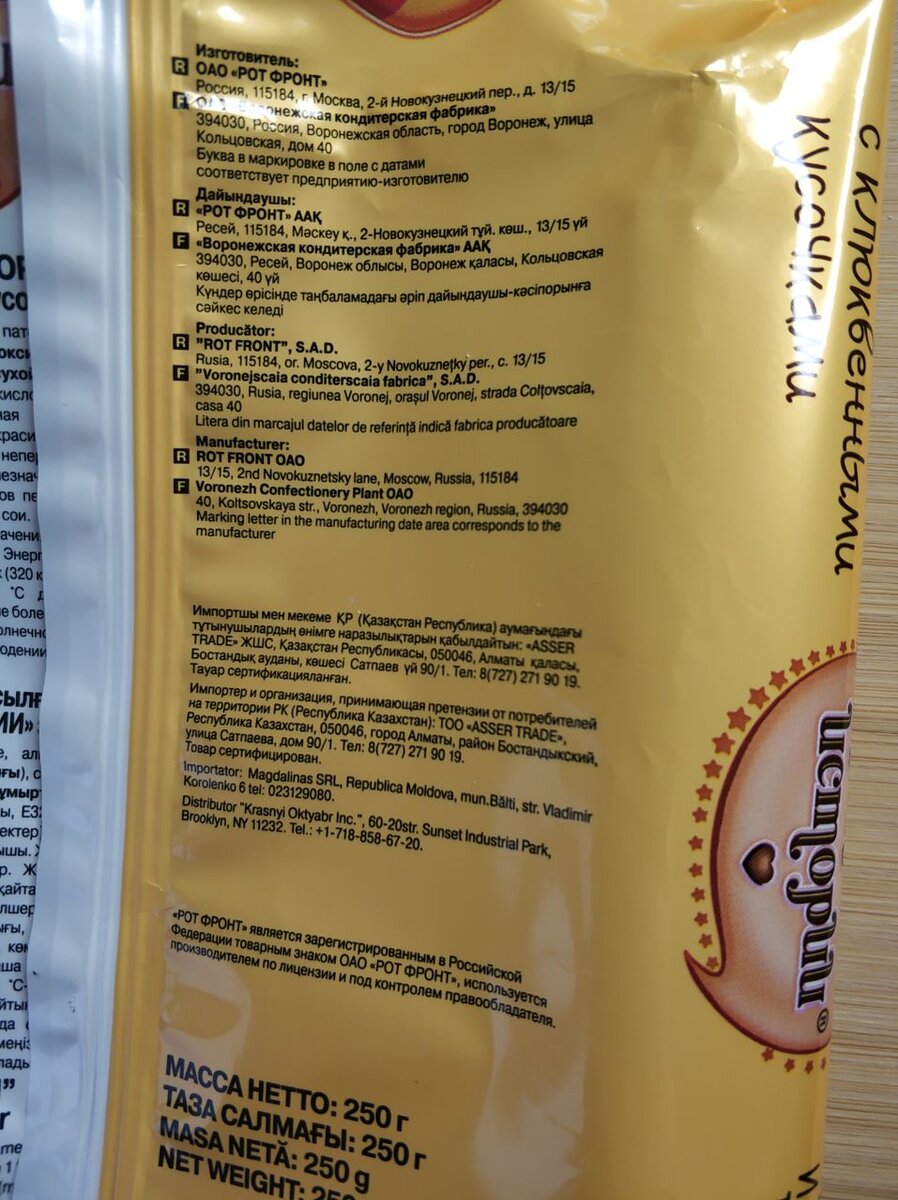 Изготовитель:
R ОАО «РОТ ФРОНТ»
Россия, 115184, г. Москва, 2-й Новокузнецкий пер., д. 13/15
F кондитерская фабрика»
394030, Россия, Воронежская область, город Воронеж, улица
Кольцовская, дом 40
Буква в маркировке в поле с датами
соответствует предприятию-изготовителю
Дайындаушы:
R «РОТ ФРОНТ» ААҚ
Ресей, 115184, Мәскеу қ., 2-Новокузнецкий тұй. көш., 13/15 үй
F «Воронежская кондитерская фабрика» ААҚ
394030, Ресей, Воронеж облысы, Воронеж қаласы, Кольцовская
көшесі, 40 үй
Күндер өрісінде таңбаламадағы әріп дайындаушы-кәсіпорынға
сәйкес келеді
Producător:
R "ROT FRONT", S.A.D.
Rusia, 115184, or. Moscova, 2-y Novokuznețky per., c. 13/15
F "Voronejscaia conditerscaia fabrica", S.A.D.
394030, Rusia, regiunea Voronej, orașul Voronej, strada Colțovscaia,
casa 40
Litera din marcajul datelor de referință indică fabrica producătoare
Manufacturer:
R ROT FRONT OAO
13/15, 2nd Novokuznetsky lane, Moscow, Russia, 115184
F Voronezh Confectionery Plant OAO
40, Koltsovskaya str., Voronezh, Voronezh region, Russia, 394030
Marking letter in the manufacturing date area corresponds to the
manufacturer
Импортшы мен мекеме ҚР (Қазақстан Республика) аумағындағы
тұтынушылардың өнімге наразылықтарын қабылдайтын: «ASSER
TRADE» ЖШС, Қазақстан Республикасы, 050046, Алматы қаласы,
Бостандық ауданы, көшесі Сатпаев үй 90/1. Тел: 8(727) 271 90 19.
Тауар сертификацияланған.
Импортер и организация, принимающая претензии от потребителей
на территории РК (Республика Казахстан): ТОО «ASSER TRADE»,
Республика Казахстан, 050046, город Алматы, район Бостандыкский,
улица Сатпаева, дом 90/1. Тел: 8(727) 271 90 19.
Товар сертифицирован.
Importator: Magdalinas SRL, Republica Moldova, mun.Bălti, str. Vladimir
Korolenko 6 tel: 023129080.
Distributor "Krasnyi Oktyabr Inc.", 60-20str. Sunset Industrial Park,
Brooklyn, NY 11232. Tel.: +1-718-858-67-20.
«РОТ ФРОНТ» является зарегистрированным в Российской
Федерации товарным знаком ОАО «РОТ ФРОНТ», используется
производителем по лицензии и под контролем правообладателя.
МАССА НЕТТО: 250 г
ТАЗА САЛМАҒЫ: 250 г
MASA NETĂ: 250 g
NET WEIGHT:
с клюквенными
кусочками
®